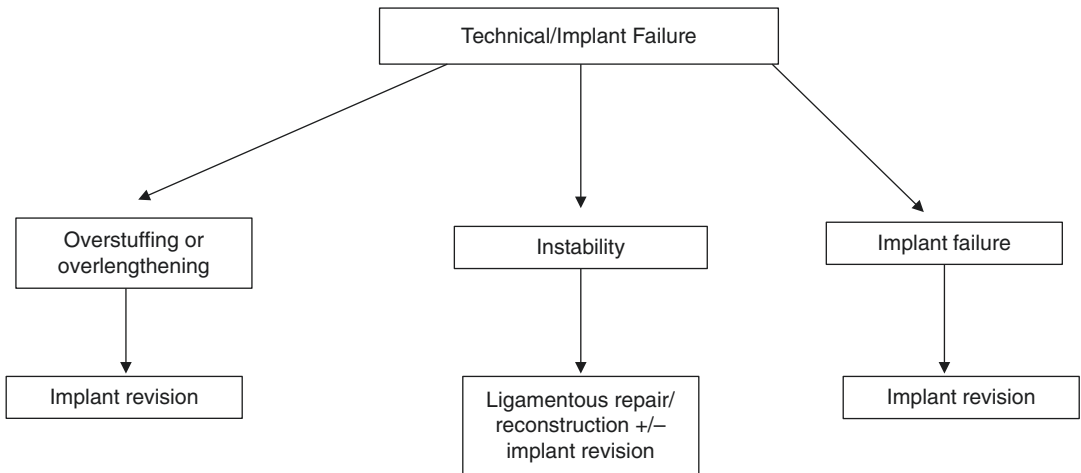 Technical/Implant Failure
Overstuffing or
overlengthening
Instability
Implant failure
Implant revision
Ligamentous repair/
reconstruction +/–
implant revision
Implant revision